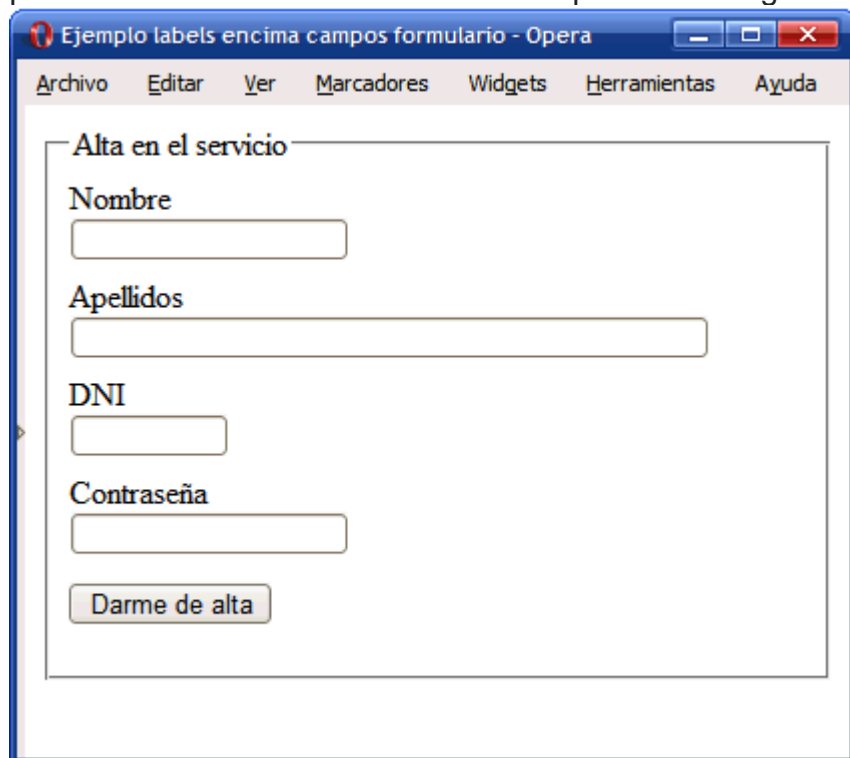 Ejemplo labels encima campos formulario - Opera
Archivo Editar Ver Marcadores Widgets Herramientas Ayuda
Alta en el servicio
Nombre
Apellidos
DNI
Contraseña
Darme de alta